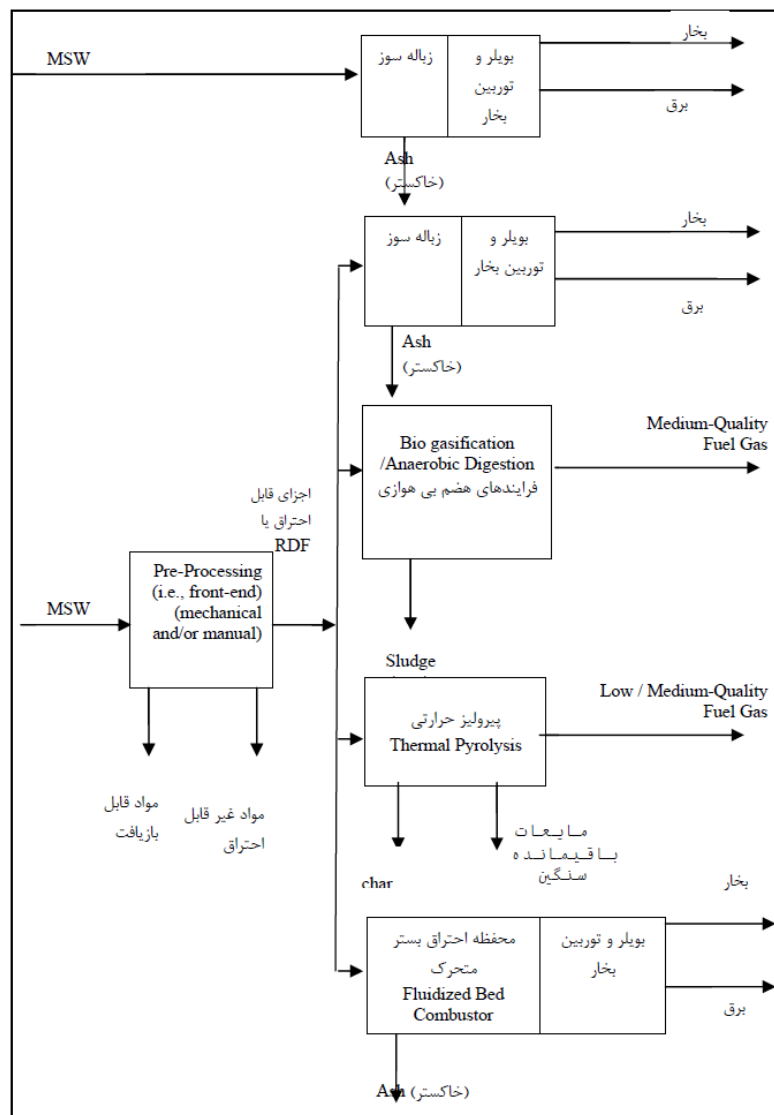 MSW
زباله سوز
بویلر و
توربین
بخار
بخار
برق
Ash
(خاکستر)
زباله سوز
بویلر و
توربین بخار
بخار
برق
Ash
(خاکستر)
Bio gasification
/Anaerobic Digestion
فرایندهای هضم بی هوازی
Medium-Quality
Fuel Gas
اجزای قابل
احتراق یا
RDF
MSW
Pre-Processing
(i.e., front-end)
(mechanical
and/or manual)
مواد قابل
بازیافت
مواد غیر قابل
احتراق
Sludge
پیرولیز حرارتی
Thermal Pyrolysis
Low / Medium-Quality
Fuel Gas
char
مایعات
باقیمانده
سنگین
محفظه احتراق بستر
متحرک
Fluidized Bed
Combustor
بویلر و توربین
بخار
بخار
برق
Ash (خاکستر)